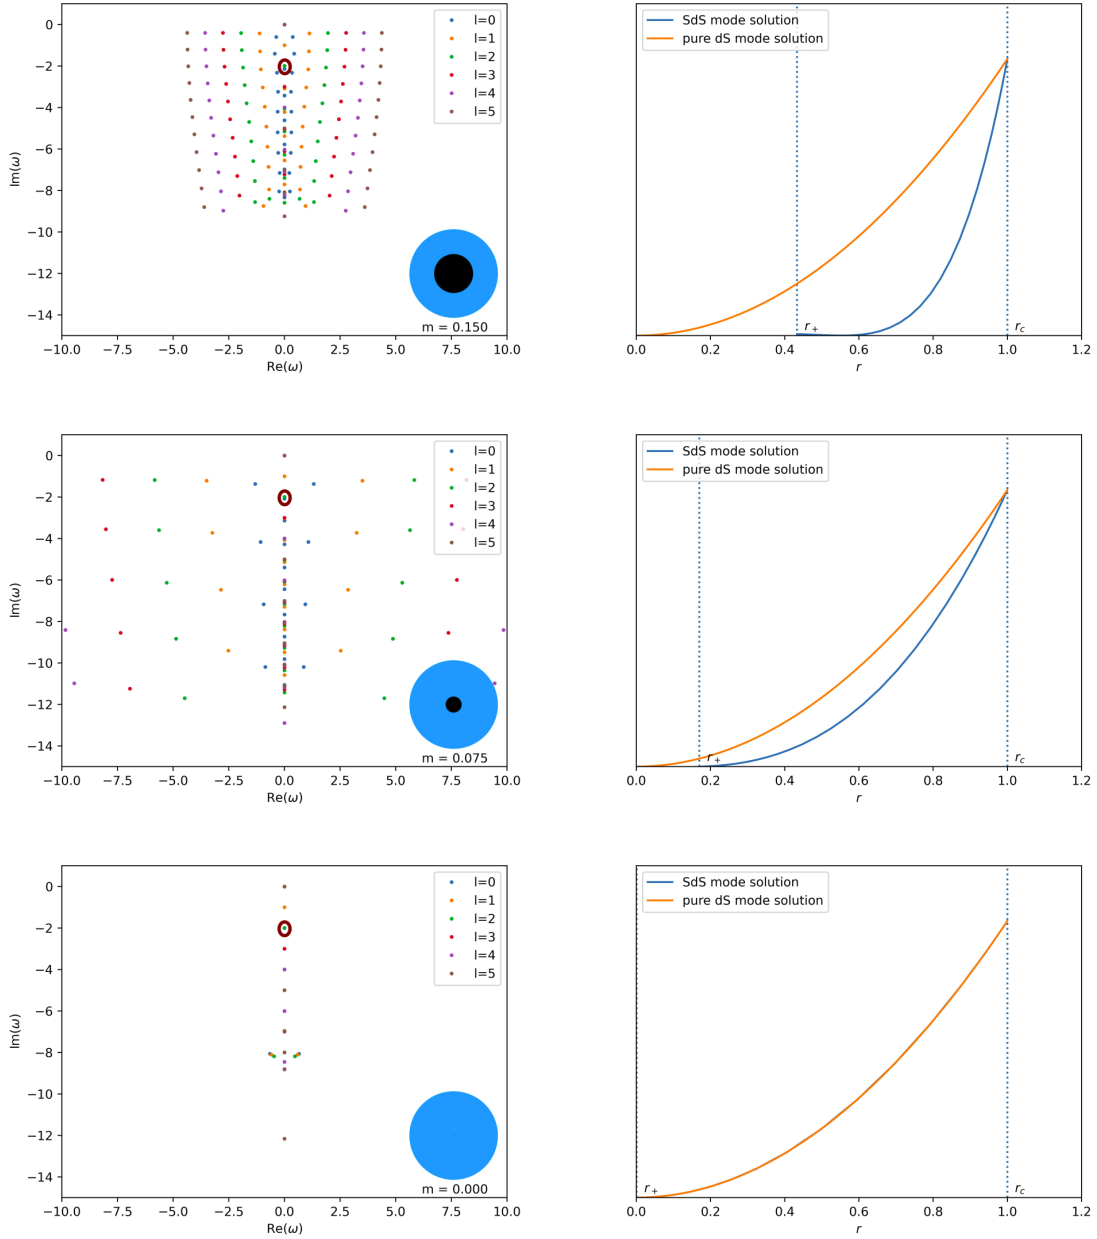 l=0
l=1
l=2
l=3
l=4
l=5
0
−2
−4
−6
−8
−10
−12
−14
Im(ω)
m = 0.150
−10.0 −7.5 −5.0 −2.5 0.0 2.5 5.0 7.5 10.0
Re(ω)
SdS mode solution
pure dS mode solution
r₊ r_c
0.0 0.2 0.4 0.6 0.8 1.0 1.2
r
l=0
l=1
l=2
l=3
l=4
l=5
0
−2
−4
−6
−8
−10
−12
−14
Im(ω)
m = 0.075
−10.0 −7.5 −5.0 −2.5 0.0 2.5 5.0 7.5 10.0
Re(ω)
SdS mode solution
pure dS mode solution
r₊ r_c
0.0 0.2 0.4 0.6 0.8 1.0 1.2
r
l=0
l=1
l=2
l=3
l=4
l=5
0
−2
−4
−6
−8
−10
−12
−14
Im(ω)
m = 0.000
−10.0 −7.5 −5.0 −2.5 0.0 2.5 5.0 7.5 10.0
Re(ω)
SdS mode solution
pure dS mode solution
r₊ r_c
0.0 0.2 0.4 0.6 0.8 1.0 1.2
r